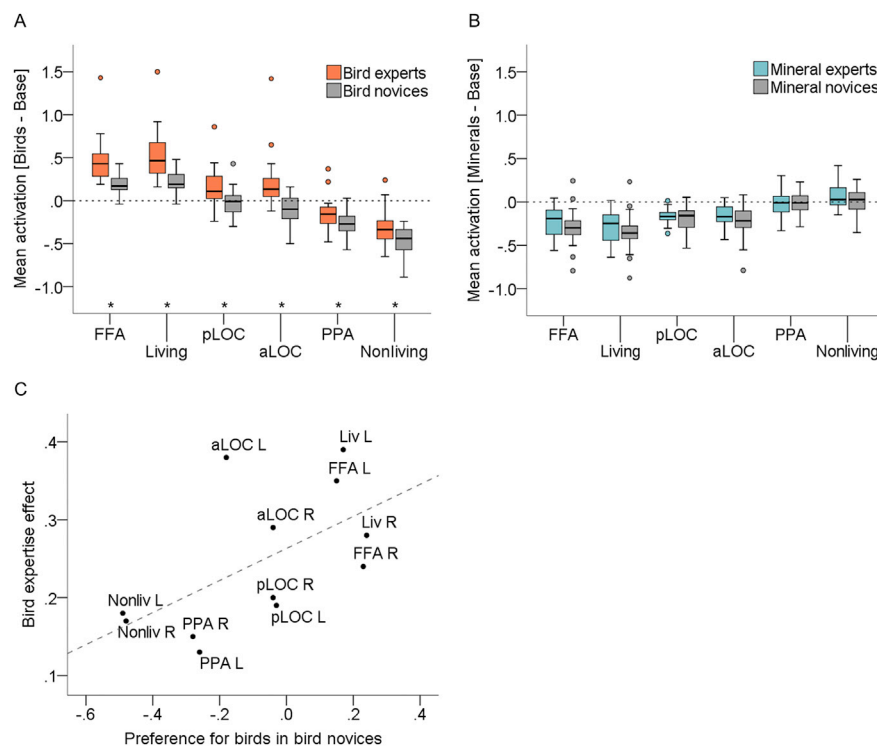 A
Mean activation [Birds - Base]
1.5
1.0
.5
.0
-0.5
-1.0
Bird experts
Bird novices
* * * * * *
FFA
Living
pLOC
aLOC
PPA
Nonliving
B
Mean activation [Minerals - Base]
1.5
1.0
.5
.0
-0.5
-1.0
Mineral experts
Mineral novices
FFA
Living
pLOC
aLOC
PPA
Nonliving
C
Bird expertise effect
.4
.3
.2
.1
aLOC L
Liv L
FFA L
aLOC R
Liv R
FFA R
pLOC R
pLOC L
Nonliv L
Nonliv R
PPA R
PPA L
-.6 -.4 -.2 .0 .2 .4
Preference for birds in bird novices